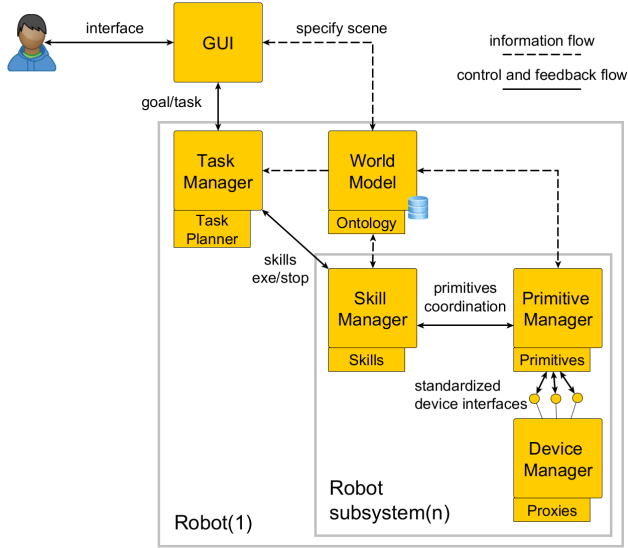 interface
GUI
specify scene
information flow
control and feedback flow
goal/task
Task
Manager
Task
Planner
World
Model
Ontology
skills
exe/stop
Skill
Manager
Skills
primitives
coordination
Primitive
Manager
Primitives
standardized
device interfaces
Device
Manager
Proxies
Robot
subsystem(n)
Robot(1)